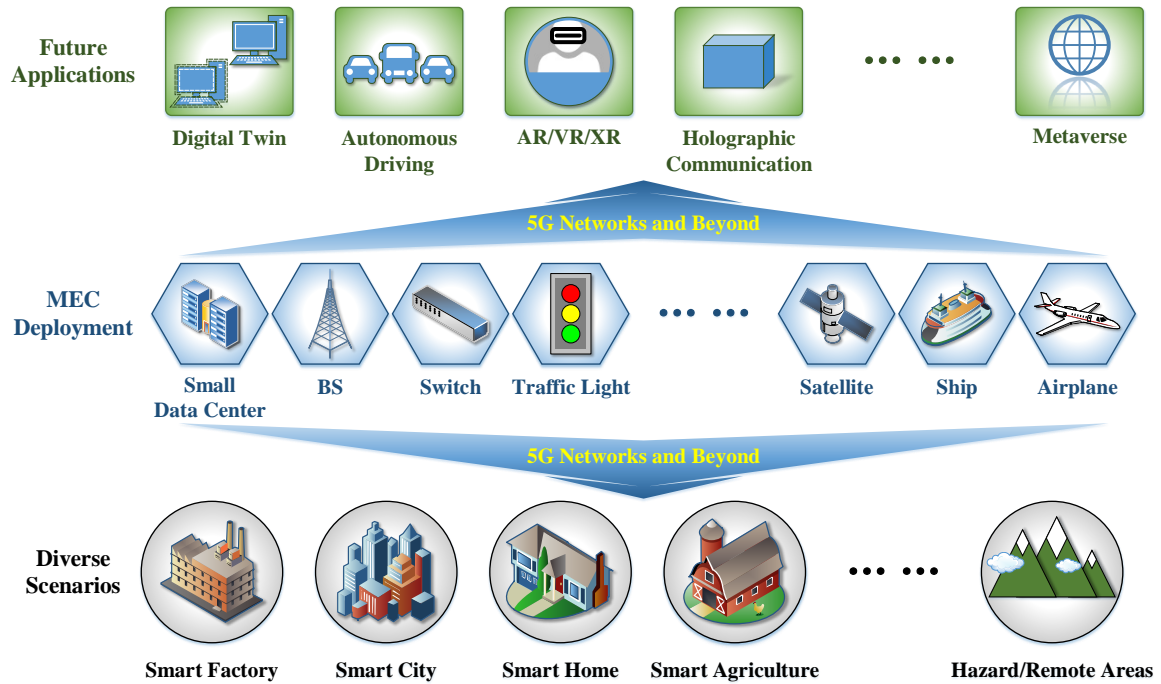 Future
Applications
Digital Twin
Autonomous
Driving
AR/VR/XR
Holographic
Communication
... ...
Metaverse
5G Networks and Beyond
MEC
Deployment
Small
Data Center
BS
Switch
Traffic Light
... ...
Satellite
Ship
Airplane
5G Networks and Beyond
Diverse
Scenarios
Smart Factory
Smart City
Smart Home
Smart Agriculture
... ...
Hazard/Remote Areas